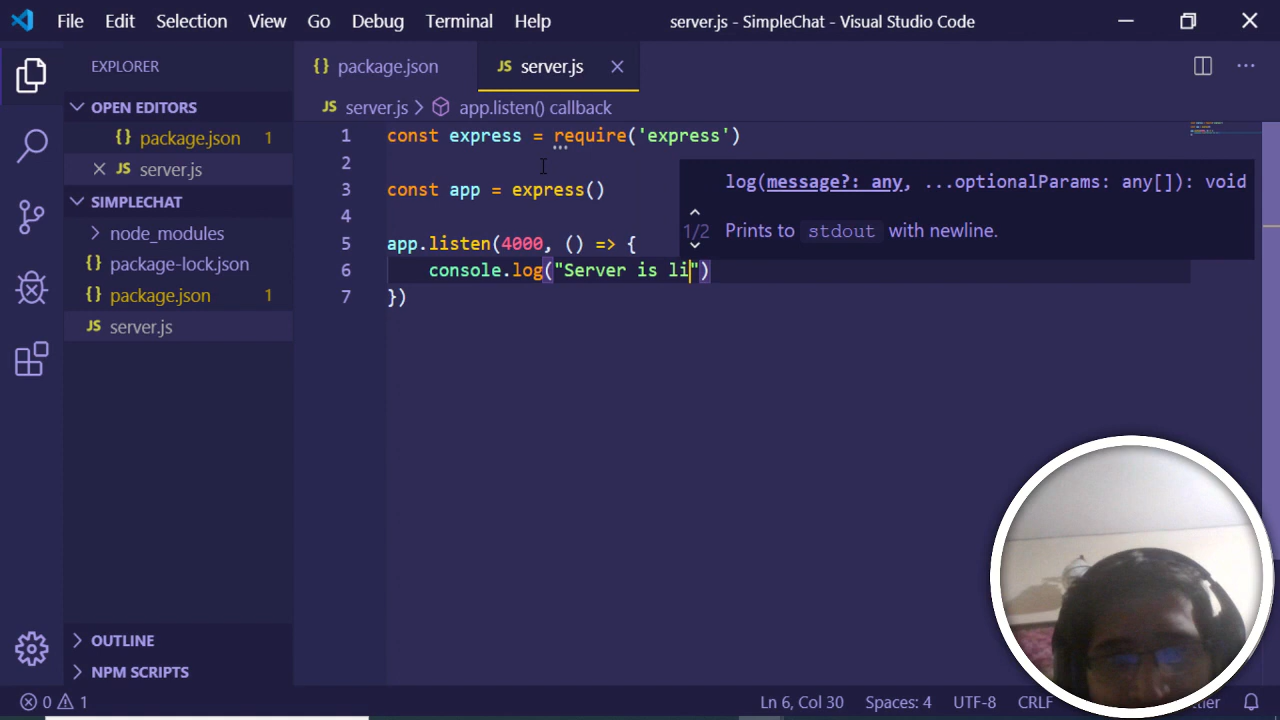 File Edit Selection View Go Debug Terminal Help server.js - SimpleChat - Visual Studio Code
EXPLORER
OPEN EDITORS
{} package.json 1
JS server.js
SIMPLECHAT
node_modules
{} package-lock.json
{} package.json 1
JS server.js
OUTLINE
NPM SCRIPTS
{} package.json JS server.js
JS server.js > app.listen() callback
1 const express = require('express')
2
3 const app = express()
4
5 app.listen(4000, () => {
6 console.log("Server is li")
7 })
log(message?: any, ...optionalParams: any[]): void
1/2 Prints to stdout with newline.
0 1 Ln 6, Col 30 Spaces: 4 UTF-8 CRLF